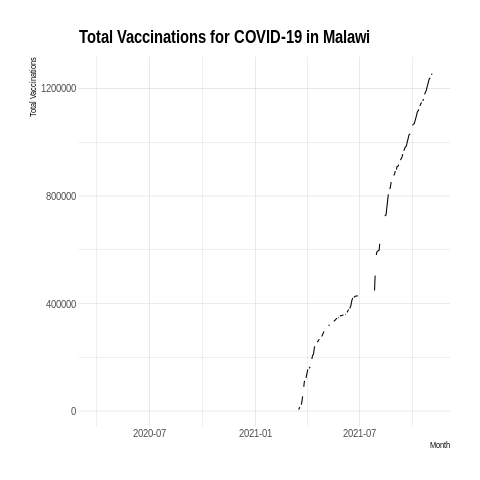 Total Vaccinations for COVID-19 in Malawi
Total Vaccinations
1200000
800000
400000
0
2020-07
2021-01
2021-07
Month